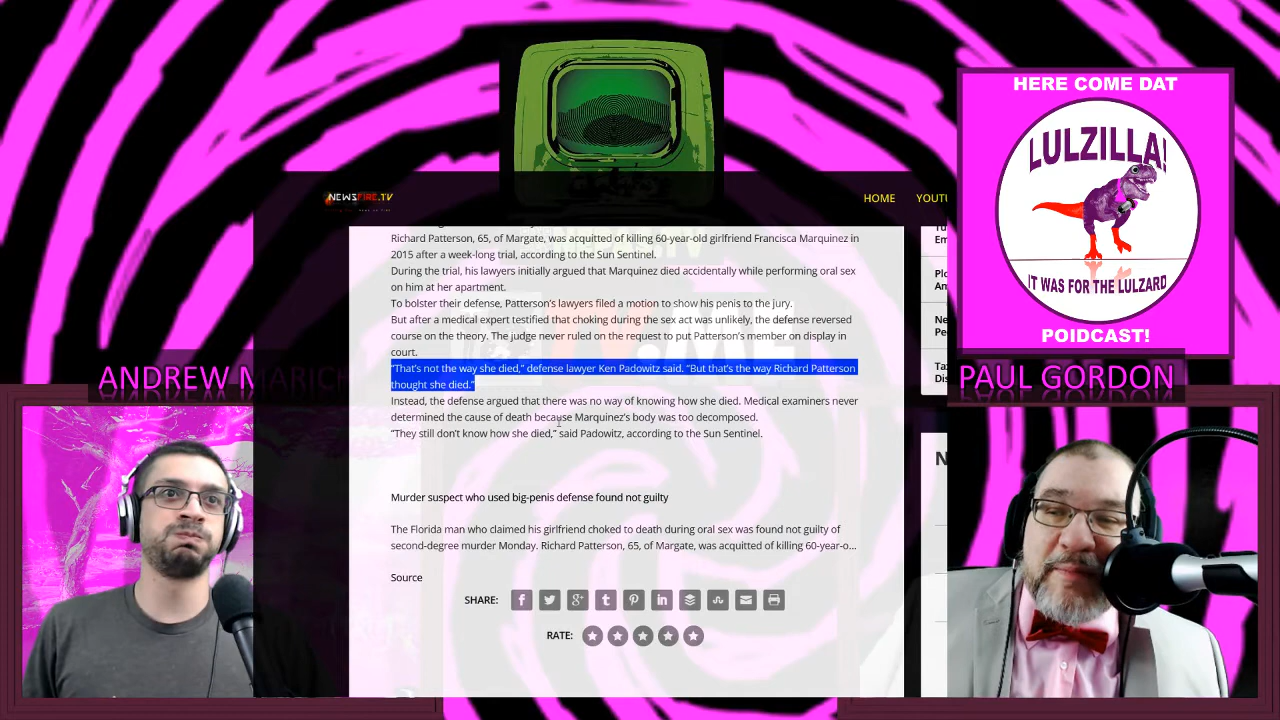 HERE COME DAT
LULZILLA!
IT WAS FOR THE LULZARD
POIDCAST!
NEWSFIRE.TV
HOME YOUTU
Richard Patterson, 65, of Margate, was acquitted of killing 60-year-old girlfriend Francisca Marquinez in
2015 after a week-long trial, according to the Sun Sentinel.
During the trial, his lawyers initially argued that Marquinez died accidentally while performing oral sex
on him at her apartment.
To bolster their defense, Patterson's lawyers filed a motion to show his penis to the jury.
But after a medical expert testified that choking during the sex act was unlikely, the defense reversed
course on the theory. The judge never ruled on the request to put Patterson's member on display in
court.
"That's not the way she died," defense lawyer Ken Padowitz said. "But that's the way Richard Patterson
thought she died."
Instead, the defense argued that there was no way of knowing how she died. Medical examiners never
determined the cause of death because Marquinez's body was too decomposed.
"They still don't know how she died," said Padowitz, according to the Sun Sentinel.
Murder suspect who used big-penis defense found not guilty
The Florida man who claimed his girlfriend choked to death during oral sex was found not guilty of
second-degree murder Monday. Richard Patterson, 65, of Margate, was acquitted of killing 60-year-o...
Source
SHARE:
RATE:
Em
Plo
Am
Ne
Pe
Tax
Dis
N
ANDREW MARICH
PAUL GORDON